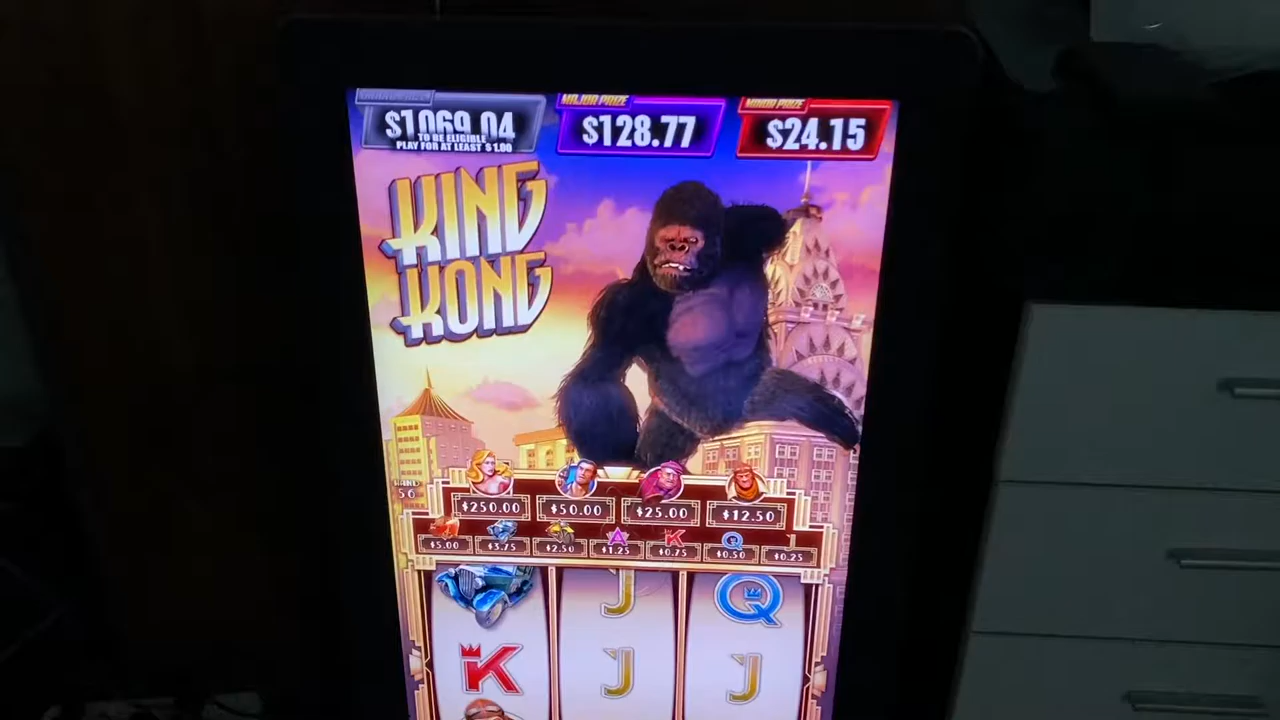 MAJOR PRIZE
MINOR PRIZE
$1069.04
$128.77
$24.15
TO BE ELIGIBLE
PLAY FOR AT LEAST $1.00
KING
KONG
56
$250.00
$50.00
$25.00
$12.50
A
K
Q
$5.00
$3.75
$2.50
$1.25
$0.75
$0.50
$0.25
J
Q
K
J
J